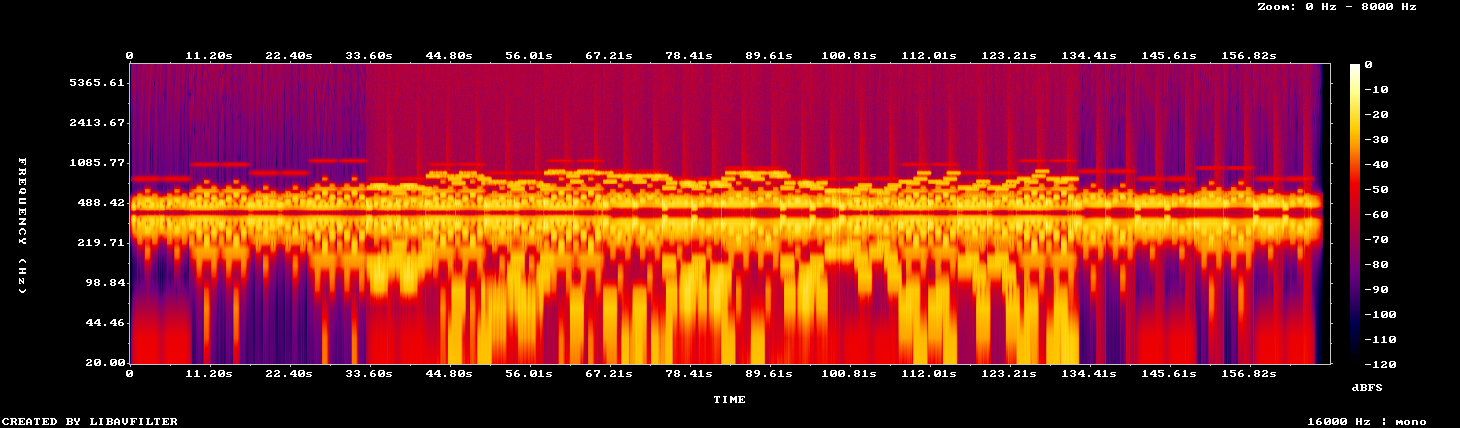 Zoom: 0 Hz - 8000 Hz
0 11.20s 22.40s 33.60s 44.80s 56.01s 67.21s 78.41s 89.61s 100.81s 112.01s 123.21s 134.41s 145.61s 156.82s
5365.61
2413.67
1085.77
488.42
219.71
98.84
44.46
20.00
FREQUENCY (Hz)
0
-10
-20
-30
-40
-50
-60
-70
-80
-90
-100
-110
-120
dBFS
0 11.20s 22.40s 33.60s 44.80s 56.01s 67.21s 78.41s 89.61s 100.81s 112.01s 123.21s 134.41s 145.61s 156.82s
TIME
CREATED BY LIBAVFILTER
16000 Hz | mono